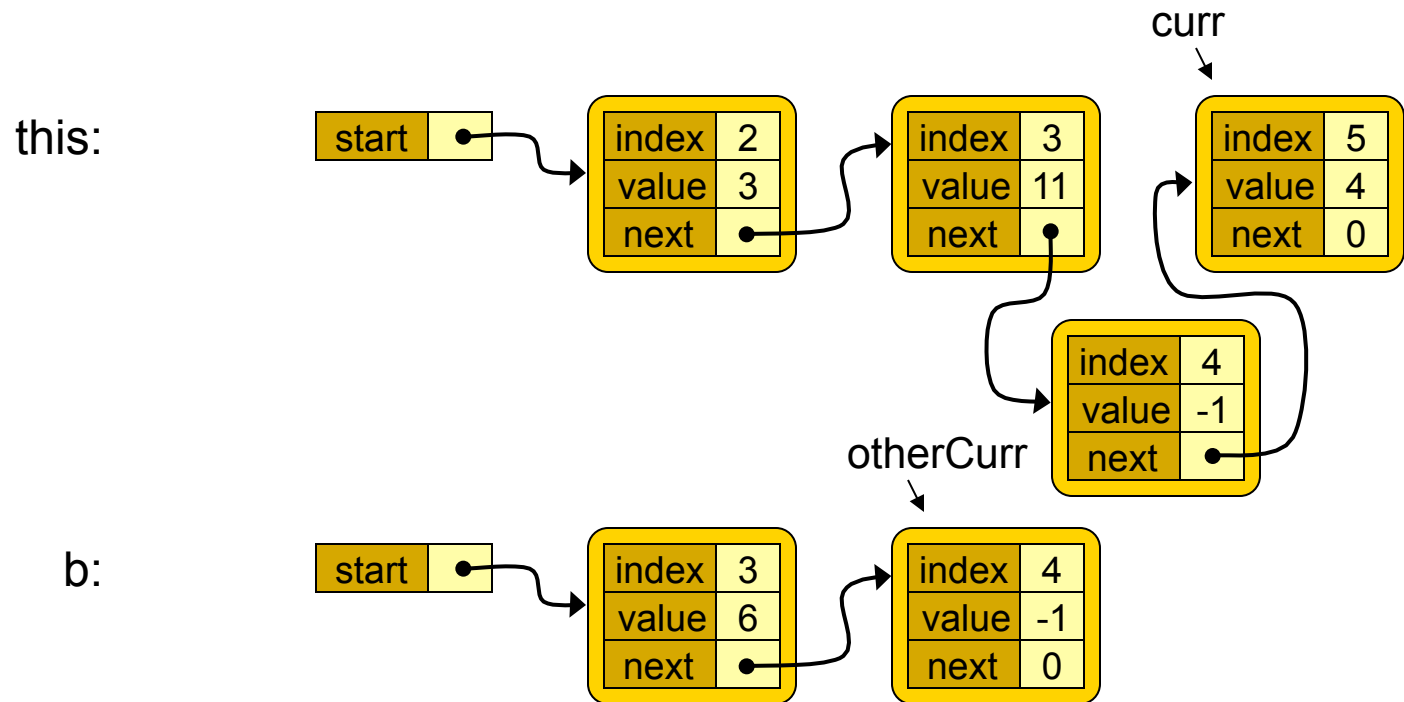 curr
this:
start
index 2
value 3
next
index 3
value 11
next
index 5
value 4
next 0
index 4
value -1
next
otherCurr
b:
start
index 3
value 6
next
index 4
value -1
next 0